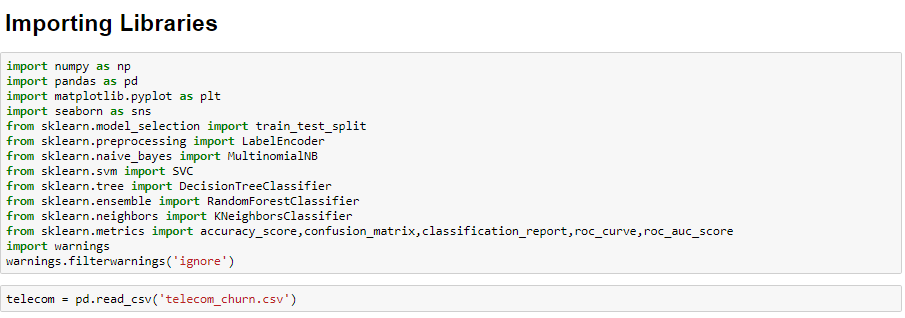 Importing Libraries
import numpy as np
import pandas as pd
import matplotlib.pyplot as plt
import seaborn as sns
from sklearn.model_selection import train_test_split
from sklearn.preprocessing import LabelEncoder
from sklearn.naive_bayes import MultinomialNB
from sklearn.svm import SVC
from sklearn.tree import DecisionTreeClassifier
from sklearn.ensemble import RandomForestClassifier
from sklearn.neighbors import KNeighborsClassifier
from sklearn.metrics import accuracy_score,confusion_matrix,classification_report,roc_curve,roc_auc_score
import warnings
warnings.filterwarnings('ignore')
telecom = pd.read_csv('telecom_churn.csv')